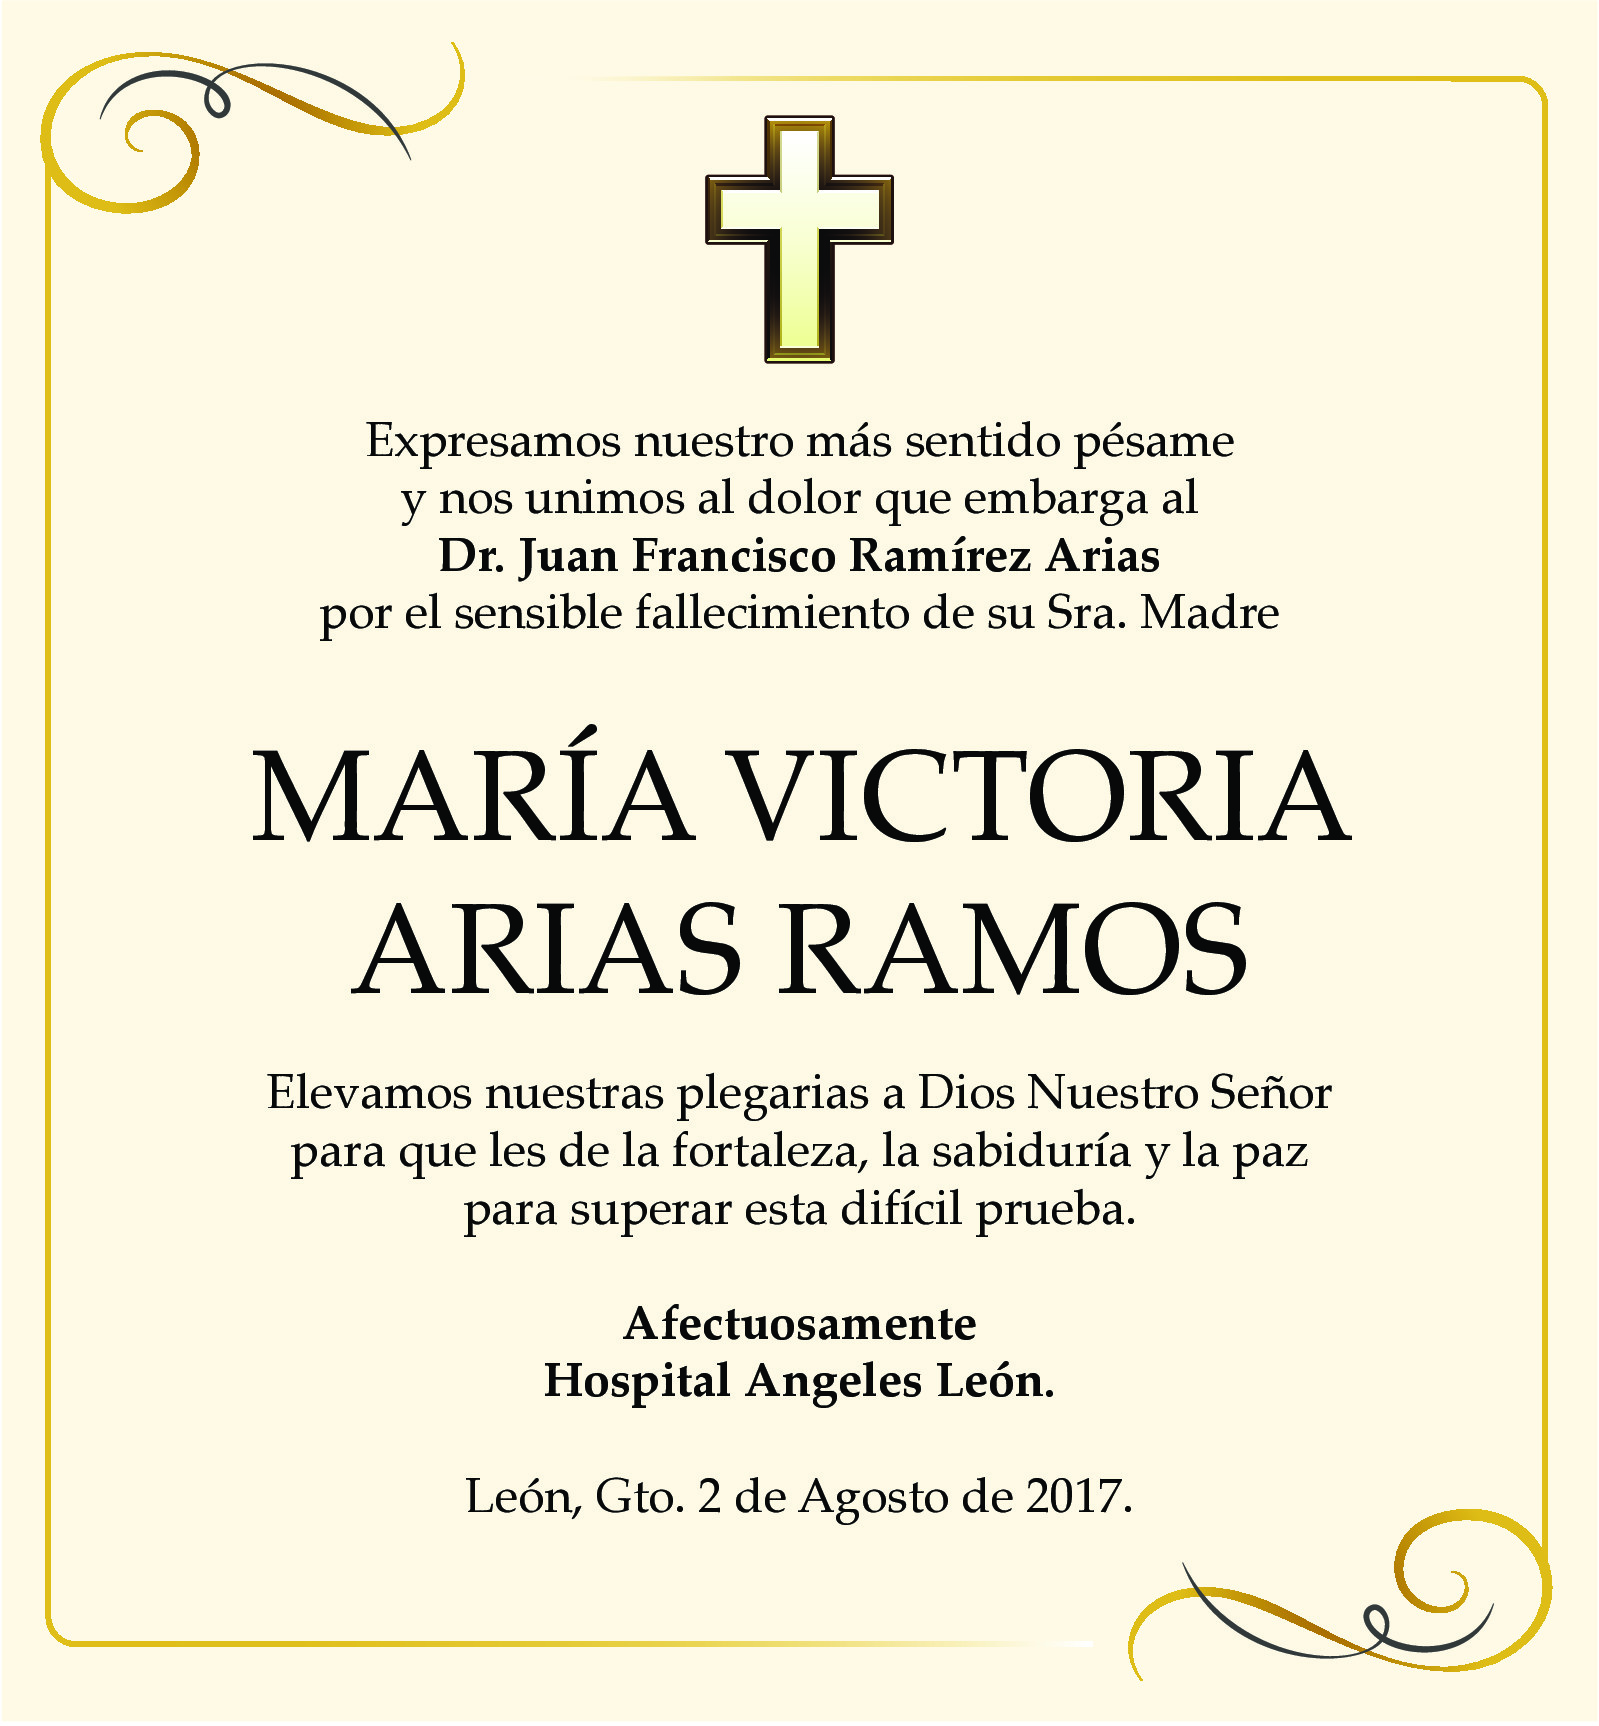 Expresamos nuestro más sentido pésame
y nos unimos al dolor que embarga al
Dr. Juan Francisco Ramírez Arias
por el sensible fallecimiento de su Sra. Madre
MARÍA VICTORIA
ARIAS RAMOS
Elevamos nuestras plegarias a Dios Nuestro Señor
para que les de la fortaleza, la sabiduría y la paz
para superar esta difícil prueba.
Afectuosamente
Hospital Angeles León.
León, Gto. 2 de Agosto de 2017.